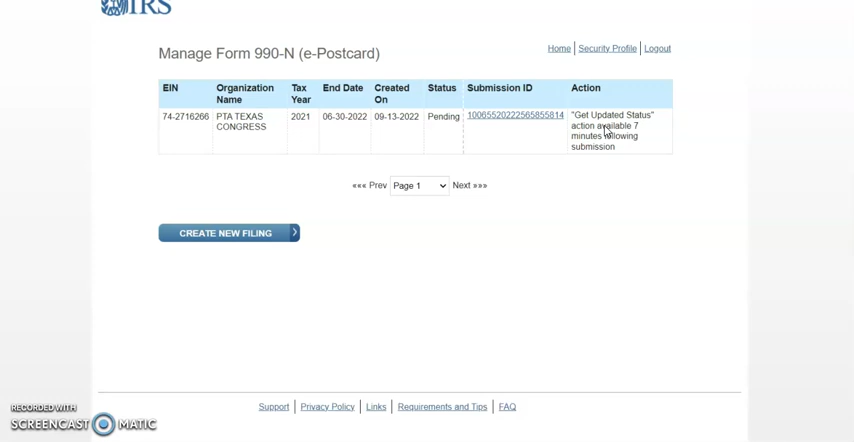 IRS
Manage Form 990-N (e-Postcard)
Home Security Profile Logout
EIN Organization Name Tax Year End Date Created On Status Submission ID Action
74-2716266 PTA TEXAS CONGRESS 2021 06-30-2022 09-13-2022 Pending 10065520222565855814 "Get Updated Status" action available 7 minutes following submission
««« Prev Page 1 Next »»»
CREATE NEW FILING
Support Privacy Policy Links Requirements and Tips FAQ
RECORDED WITH
SCREENCAST MATIC